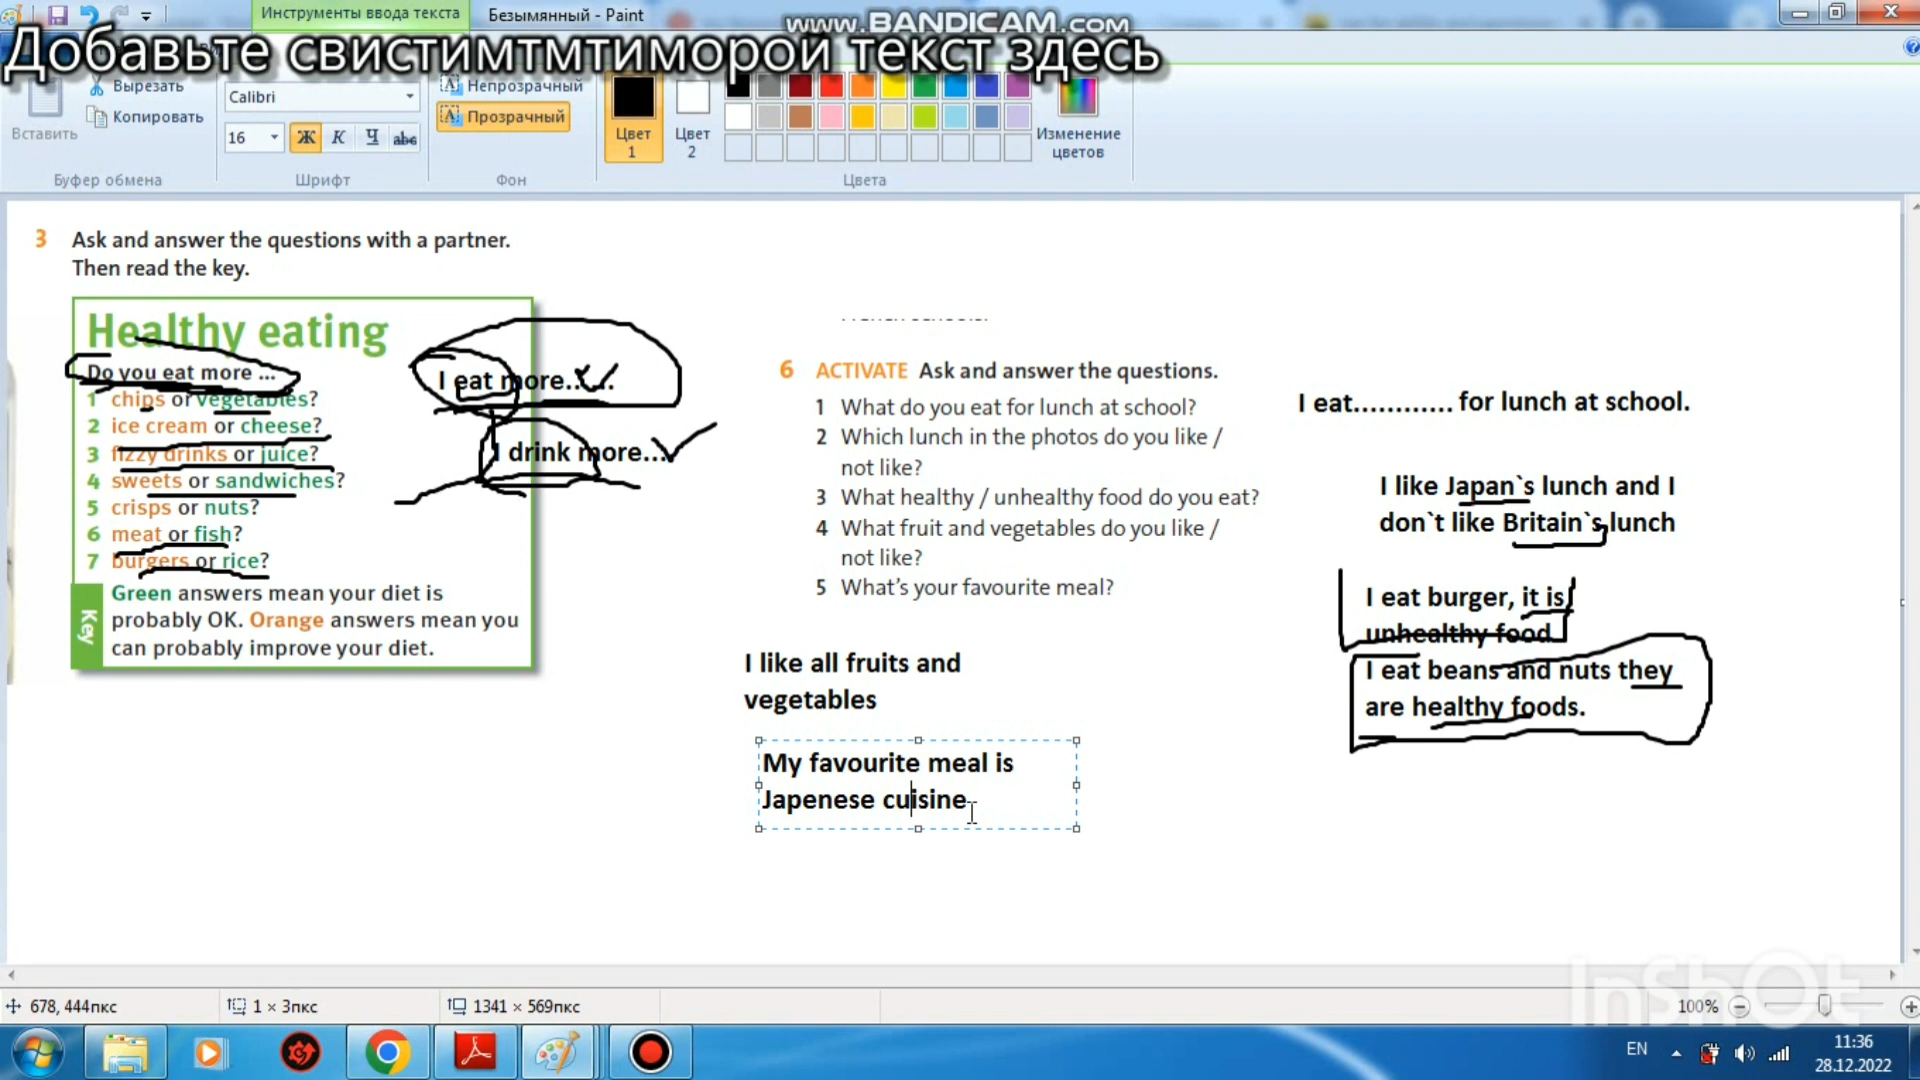 Инструменты ввода текста
Безымянный - Paint
www.BANDICAM.com
Добавьте свистимтмтиморой текст здесь
Вставить
Вырезать
Копировать
Буфер обмена
Calibri
16
Ж К Ч abc
Шрифт
Непрозрачный
Прозрачный
Фон
Цвет 1
Цвет 2
Изменение цветов
Цвета
3 Ask and answer the questions with a partner.
Then read the key.
Healthy eating
Do you eat more ...
1 chips or vegetables?
2 ice cream or cheese?
3 fizzy drinks or juice?
4 sweets or sandwiches?
5 crisps or nuts?
6 meat or fish?
7 burgers or rice?
Key
Green answers mean your diet is
probably OK. Orange answers mean you
can probably improve your diet.
I eat more......
I drink more....
6 ACTIVATE Ask and answer the questions.
1 What do you eat for lunch at school?
2 Which lunch in the photos do you like /
not like?
3 What healthy / unhealthy food do you eat?
4 What fruit and vegetables do you like /
not like?
5 What's your favourite meal?
I like all fruits and
vegetables
My favourite meal is
Japenese cuisine
I eat............ for lunch at school.
I like Japan`s lunch and I
don`t like Britain`s lunch
I eat burger, it is
unhealthy food
I eat beans and nuts they
are healthy foods.
InShOt
678, 444пкс
1 × 3пкс
1341 × 569пкс
100%
EN
11:36
28.12.2022